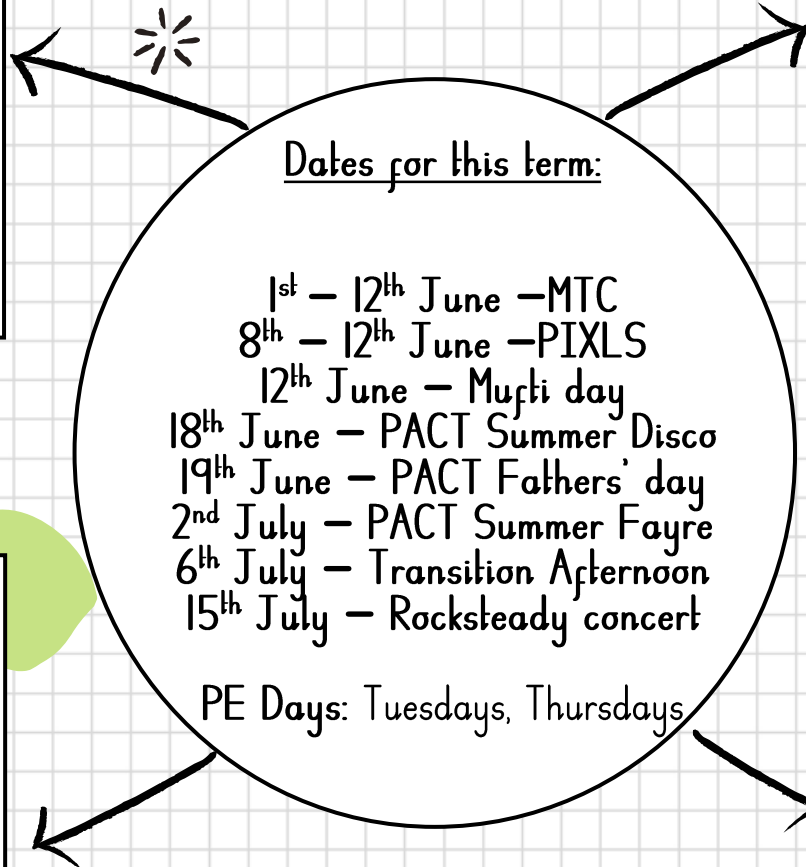 Dates for this term:
1st – 12th June –MTC
8th – 12th June –PIXLS
12th June – Mufti day
18th June – PACT Summer Disco
19th June – PACT Fathers' day
2nd July – PACT Summer Fayre
6th July – Transition Afternoon
15th July – Rocksteady concert
PE Days: Tuesdays, Thursdays